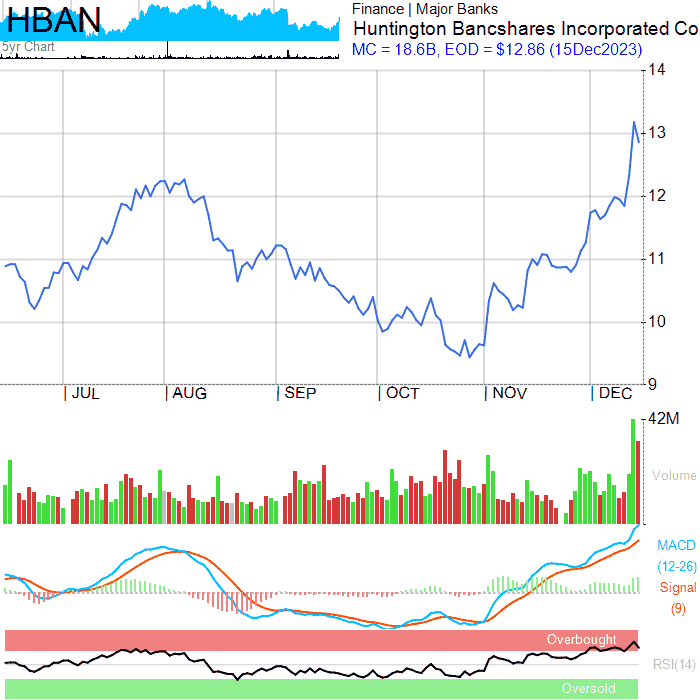 HBAN
5yr Chart
Finance | Major Banks
Huntington Bancshares Incorporated Co
MC = 18.6B, EOD = $12.86 (15Dec2023)
14
13
12
11
10
9
| JUL | AUG | SEP | OCT | NOV | DEC
42M
Volume
MACD
(12-26)
Signal
(9)
Overbought
RSI(14)
Oversold